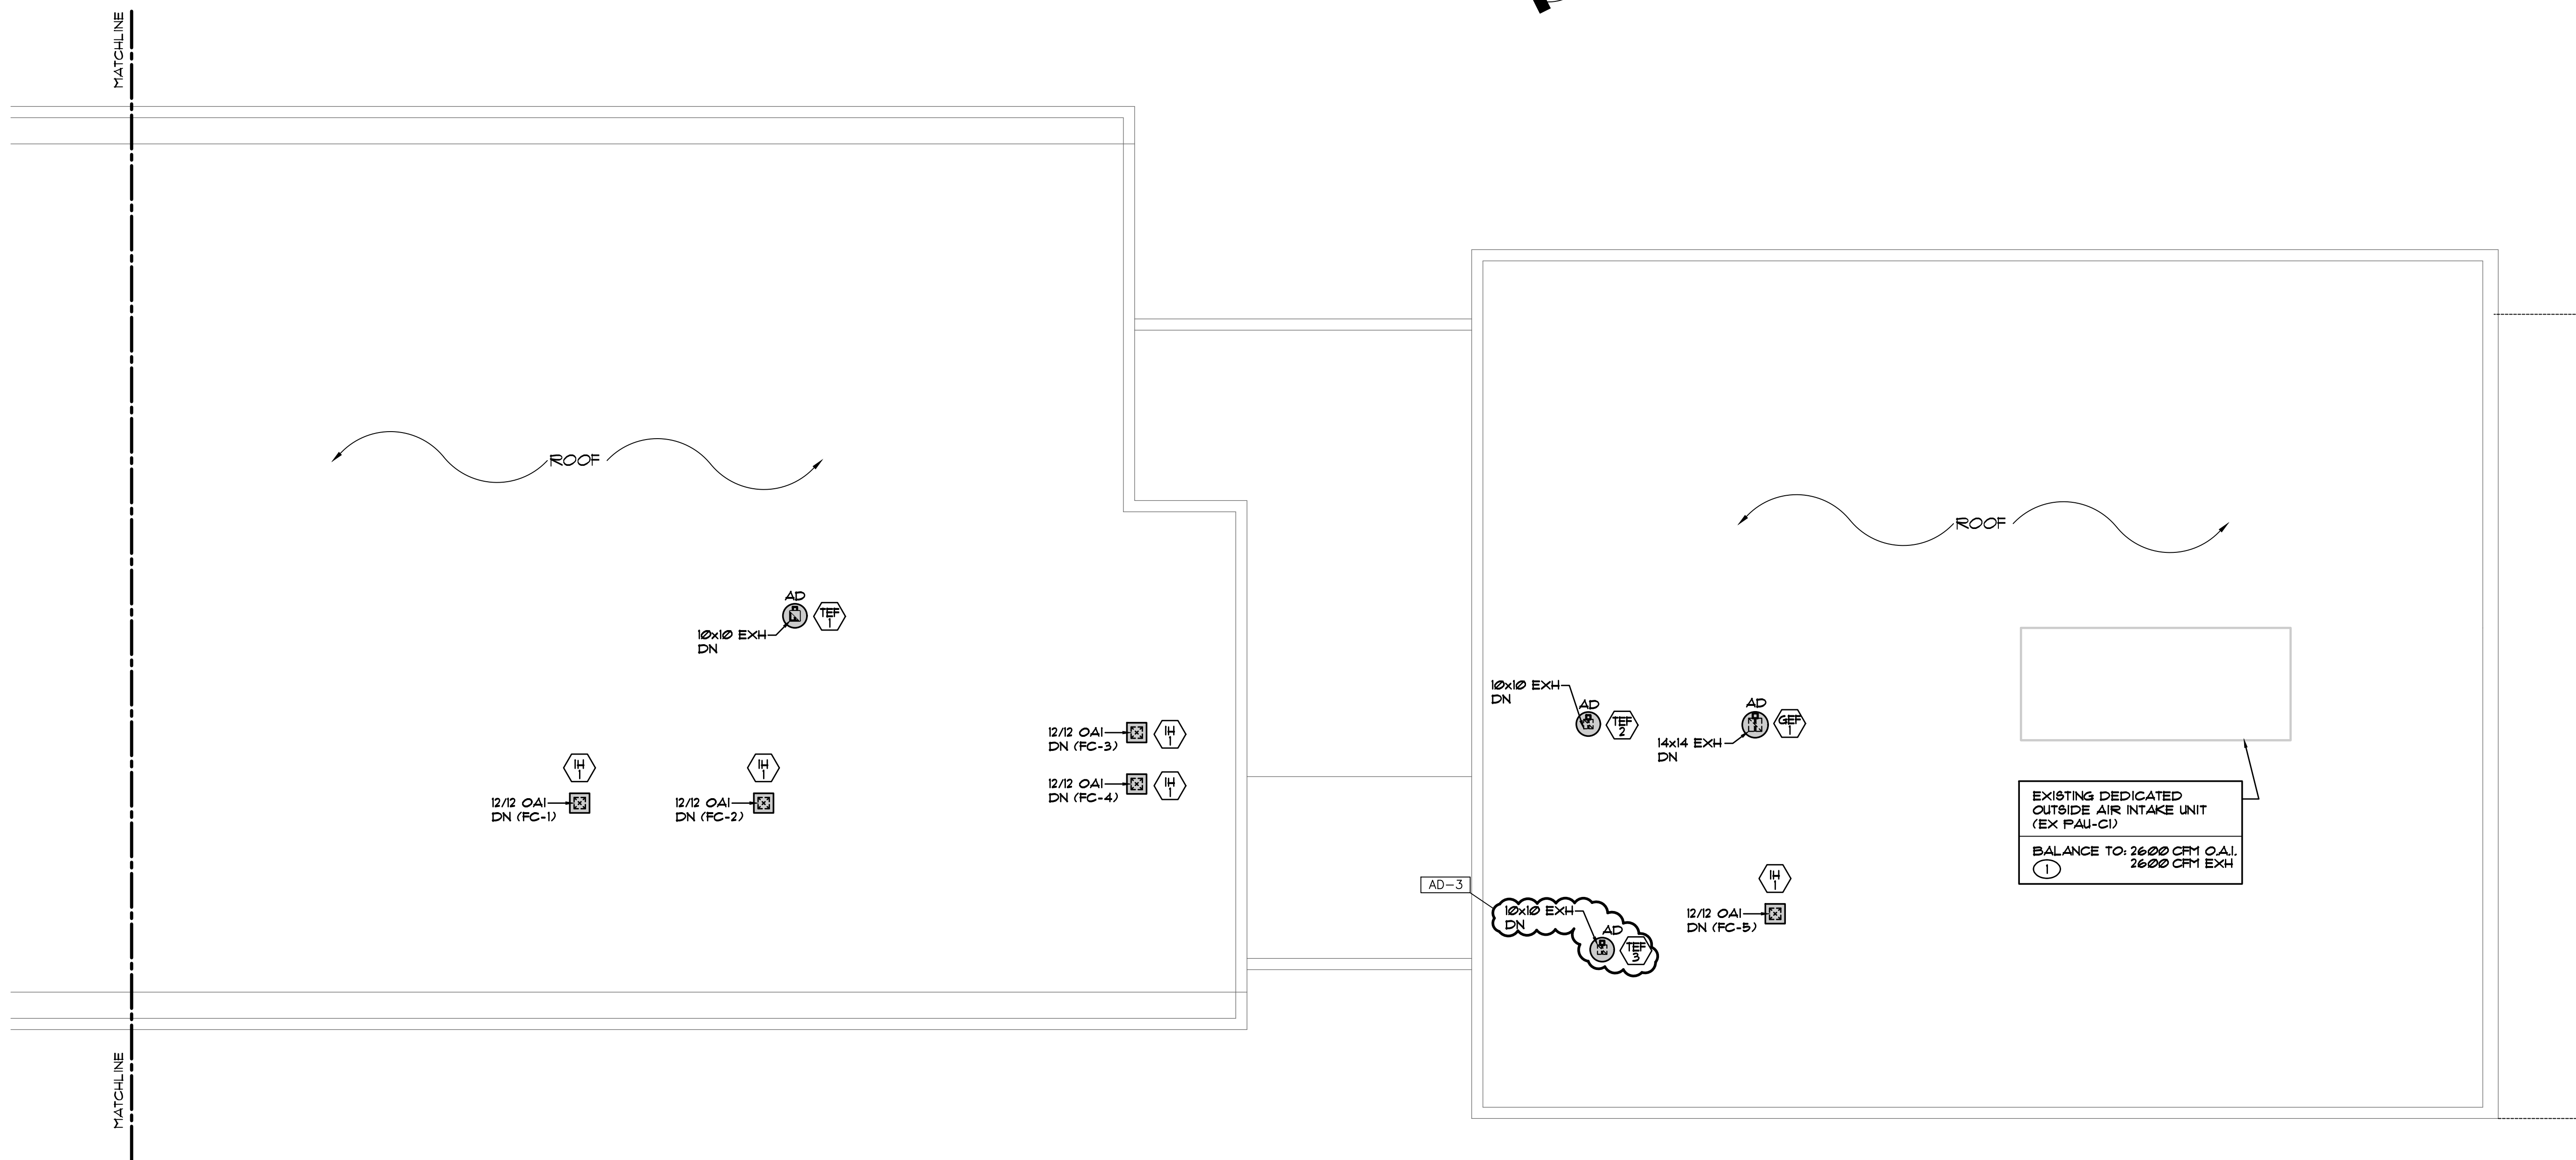 MATCHLINE
ROOF
ROOF
AD
TEF
1
10x10 EXH
DN
10x10 EXH
DN
AD
TEF
2
AD
GEF
1
14x14 EXH
DN
12/12 OAI
DN (FC-3)
IH
1
12/12 OAI
DN (FC-4)
IH
1
IH
1
12/12 OAI
DN (FC-1)
IH
1
12/12 OAI
DN (FC-2)
EXISTING DEDICATED
OUTSIDE AIR INTAKE UNIT
(EX PAU-C1)
BALANCE TO: 2600 CFM O.A.I.
2600 CFM EXH
1
AD-3
10x10 EXH
DN
AD
TEF
3
IH
1
12/12 OAI
DN (FC-5)
MATCHLINE